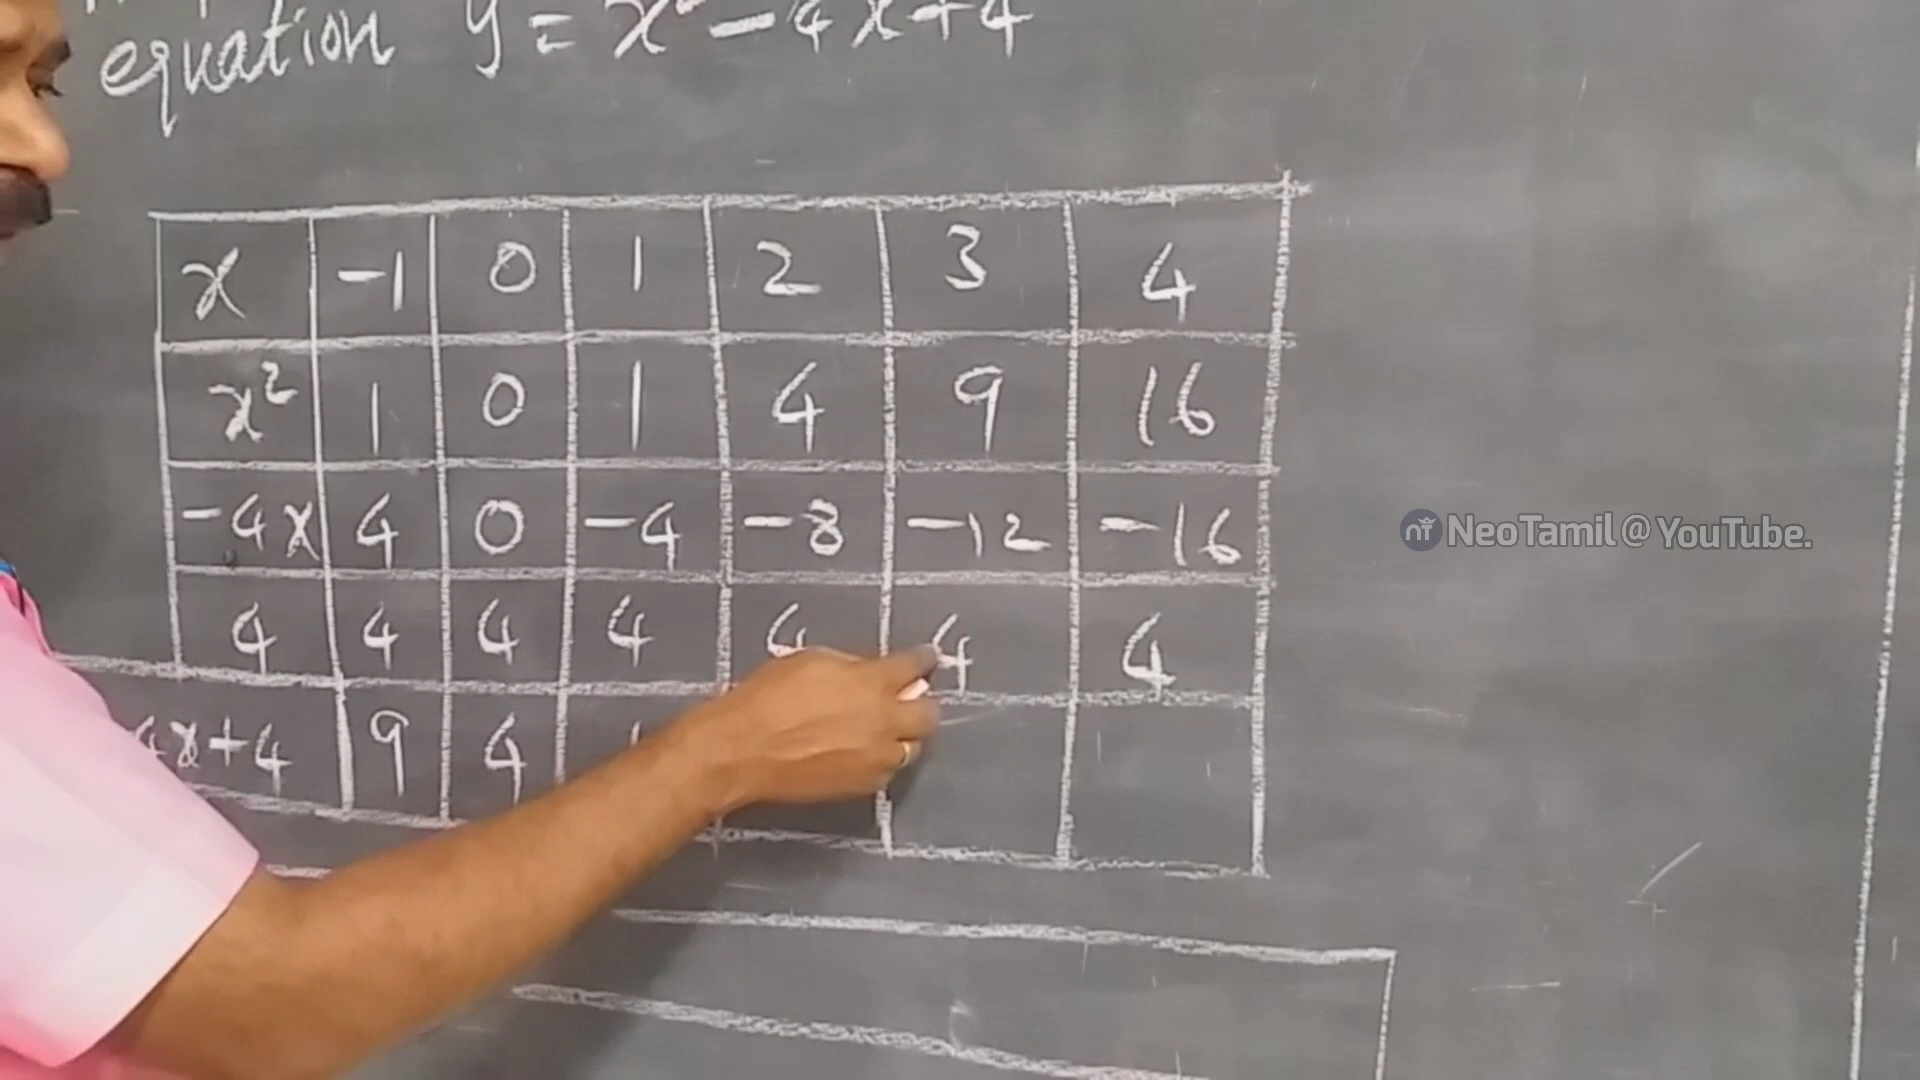 equation y = x² - 4x + 4
x -1 0 1 2 3 4
x² 1 0 1 4 9 16
-4x 4 0 -4 -8 -12 -16
4 4 4 4 4 4 4
4x+4 9 4
NeoTamil @ YouTube.